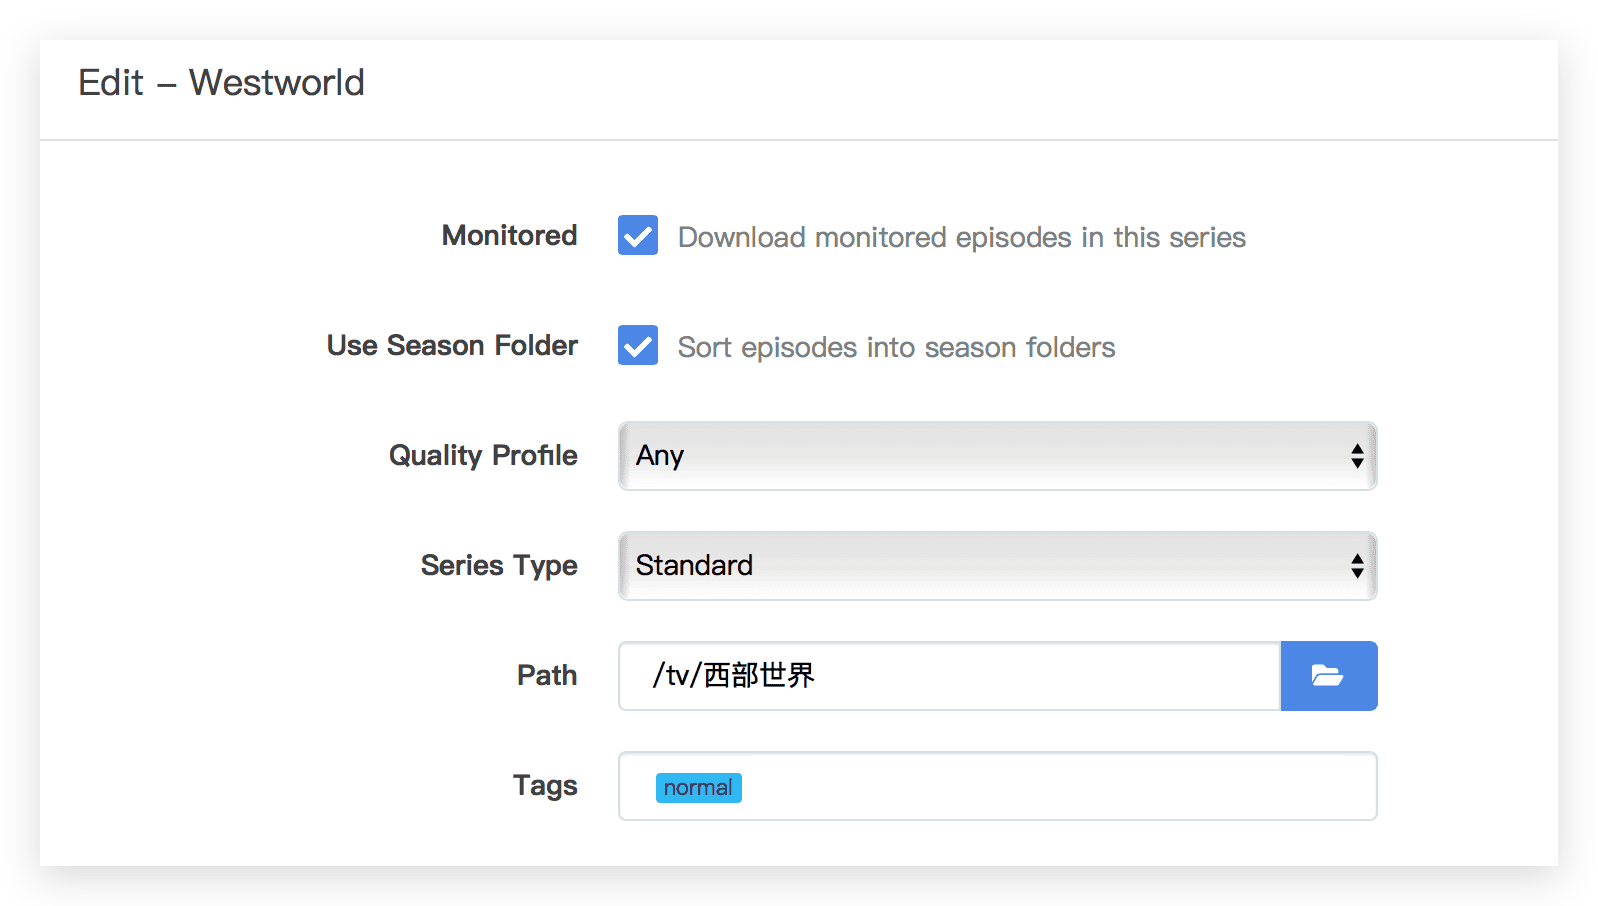 Edit – Westworld
Monitored Download monitored episodes in this series
Use Season Folder Sort episodes into season folders
Quality Profile Any
Series Type Standard
Path /tv/西部世界
Tags normal